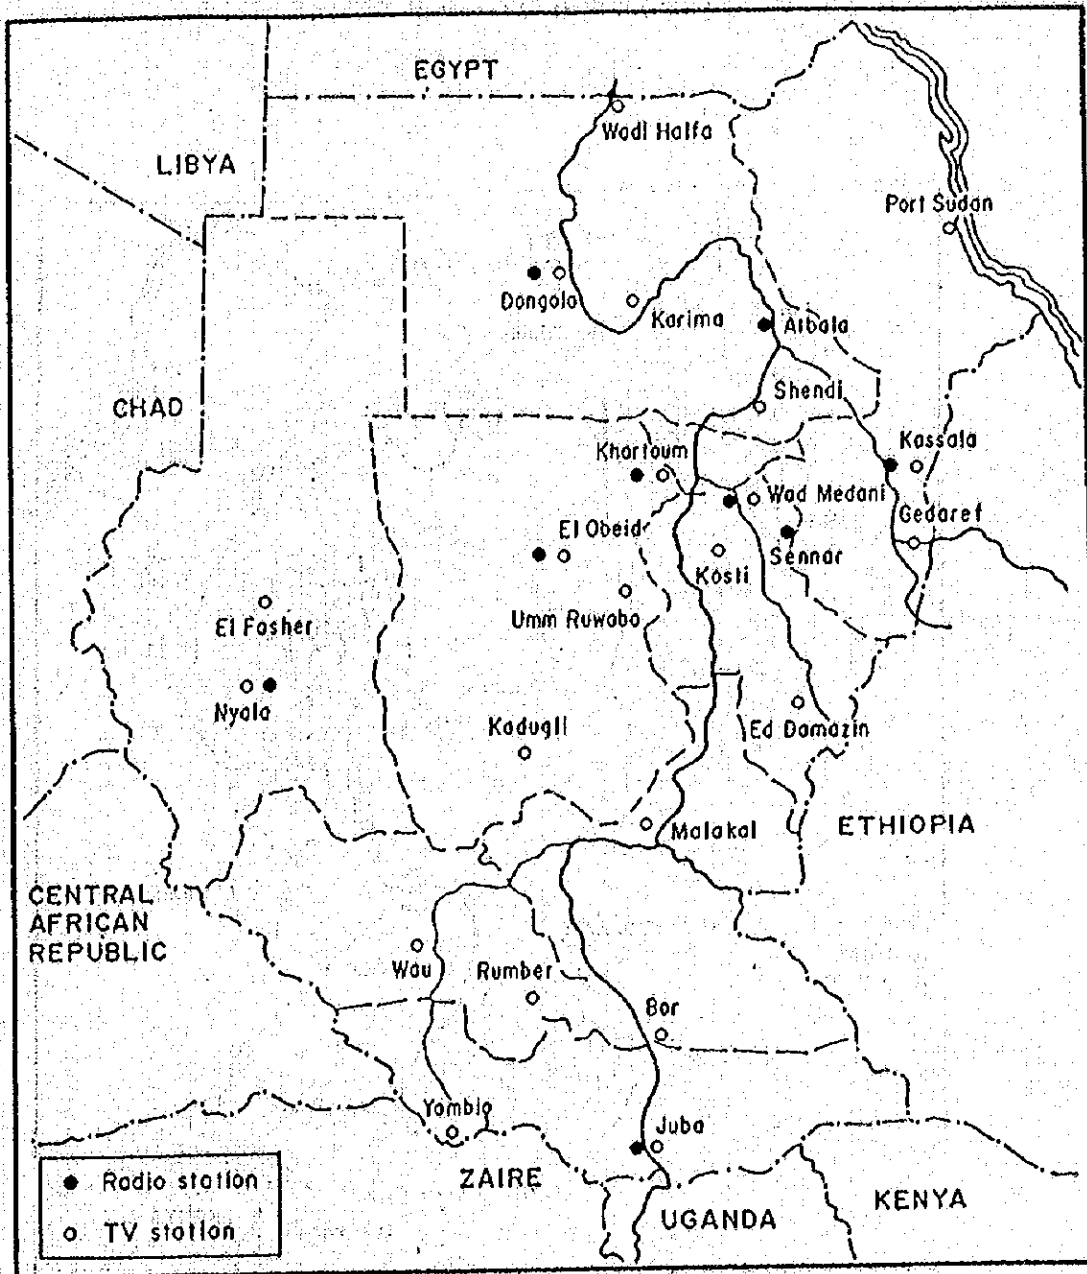 EGYPT
Wadi Halfa
LIBYA
Port Sudan
Dongola
Karima
Atbala
CHAD
Shendi
Khartoum
Kassala
Wad Medani
Gedaref
El Obeid
Sennar
Kosti
Umm Ruwaba
El Fasher
Nyala
Kadugli
Ed Damazin
Malakal
ETHIOPIA
CENTRAL
AFRICAN
REPUBLIC
Wau
Rumber
Bor
Yambio
Juba
ZAIRE
UGANDA
KENYA
Radio station
TV station